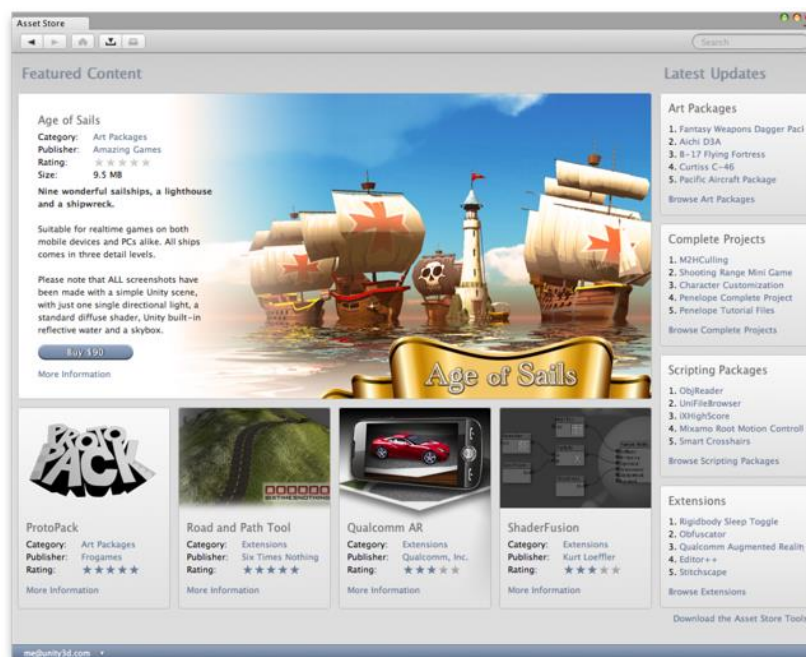 Asset Store
Search
Featured Content
Age of Sails
Category: Art Packages
Publisher: Amazing Games
Rating:
Size: 9.5 MB
Nine wonderful sailships, a lighthouse
and a shipwreck.
Suitable for realtime games on both
mobile devices and PCs alike. All ships
comes in three detail levels.
Please note that ALL screenshots have
been made with a simple Unity scene,
with just one single directional light, a
standard diffuse shader, Unity built-in
reflective water and a skybox.
Buy $90
More Information
Age of Sails
PROTO
PACK
ProtoPack
Category: Art Packages
Publisher: Frogames
Rating:
More Information
SIXTIMESNOTHING
Road and Path Tool
Category: Extensions
Publisher: Six Times Nothing
Rating:
More Information
Qualcomm AR
Category: Extensions
Publisher: Qualcomm, Inc.
Rating:
More Information
ShaderFusion
Category: Extensions
Publisher: Kurt Loeffler
Rating:
More Information
Latest Updates
Art Packages
1. Fantasy Weapons Dagger Pack
2. Aichi D3A
3. B-17 Flying Fortress
4. Curtiss C-46
5. Pacific Aircraft Package
Browse Art Packages
Complete Projects
1. M2HCulling
2. Shooting Range Mini Game
3. Character Customization
4. Penelope Complete Project
5. Penelope Tutorial Files
Browse Complete Projects
Scripting Packages
1. ObjReader
2. UniFileBrowser
3. iXHighScore
4. Mixamo Root Motion Controll
5. Smart Crosshairs
Browse Scripting Packages
Extensions
1. Rigidbody Sleep Toggle
2. Obfuscator
3. Qualcomm Augmented Realit
4. Editor++
5. Stitchscape
Browse Extensions
Download the Asset Store Tools
me@unity3d.com